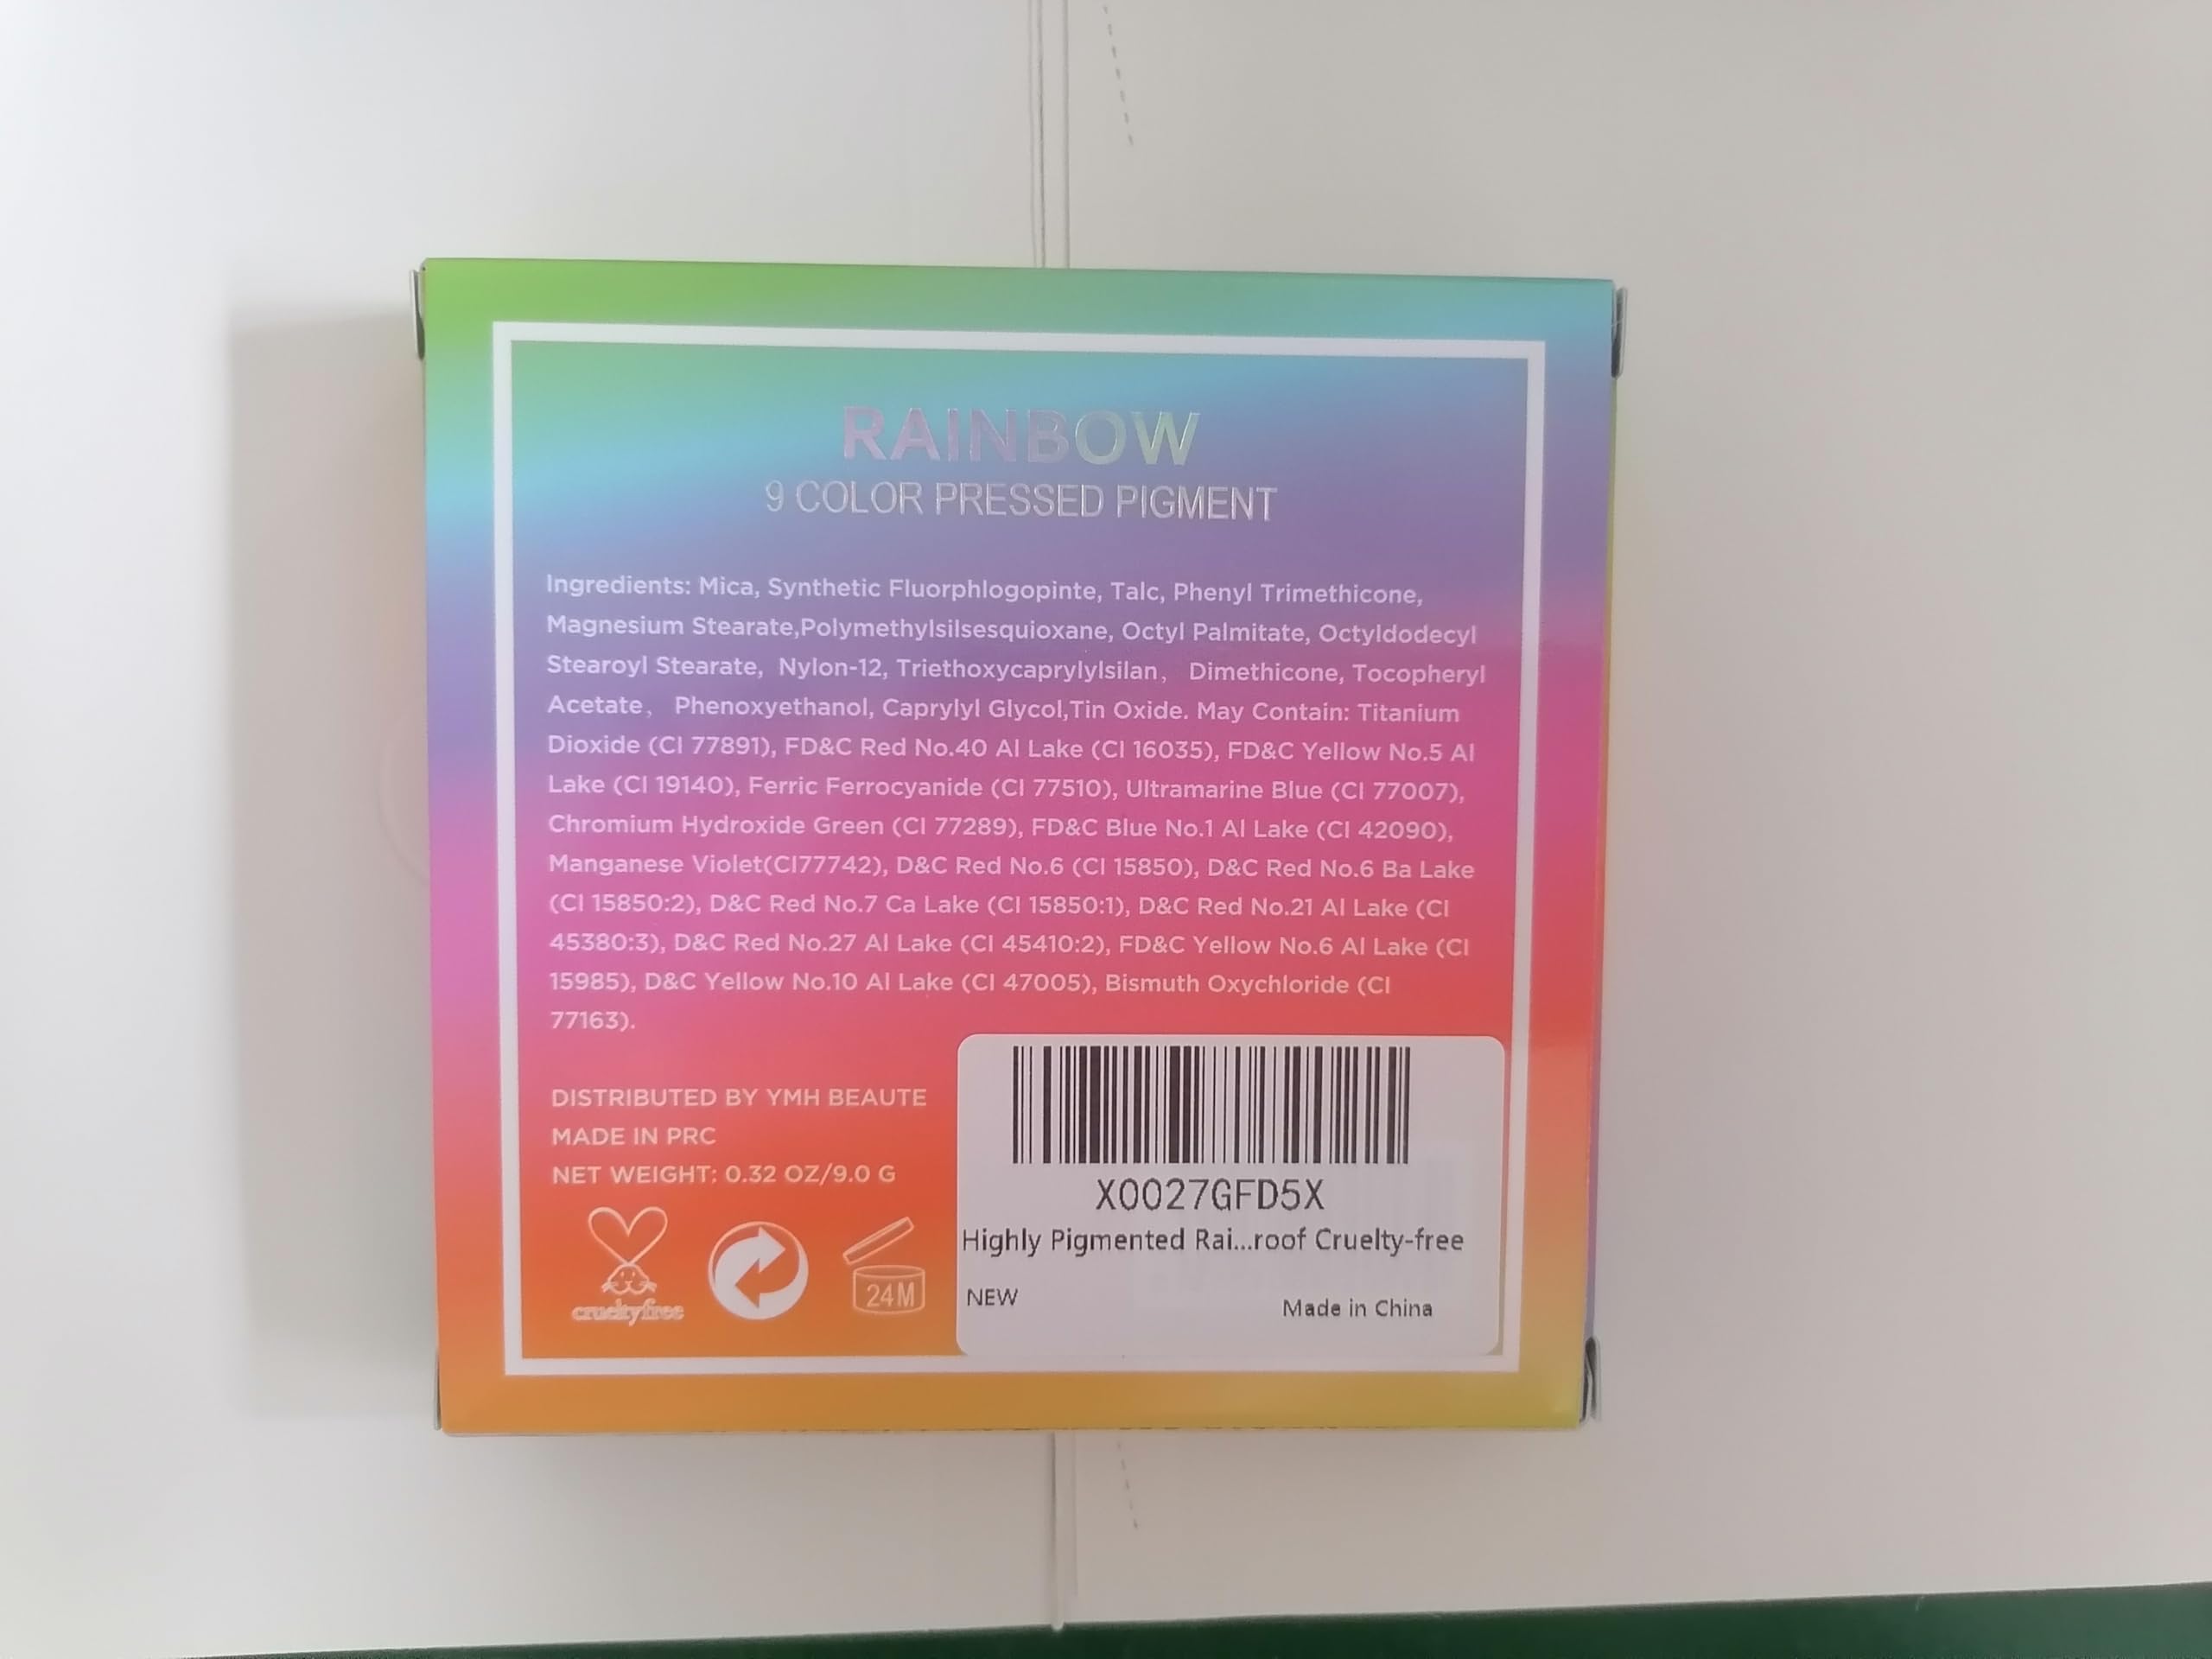 RAINBOW
9 COLOR PRESSED PIGMENT
Ingredients: Mica, Synthetic Fluorphlogopinte, Talc, Phenyl Trimethicone,
Magnesium Stearate,Polymethylsilsesquioxane, Octyl Palmitate, Octyldodecyl
Stearoyl Stearate, Nylon-12, Triethoxycaprylylsilan， Dimethicone, Tocopheryl
Acetate， Phenoxyethanol, Caprylyl Glycol,Tin Oxide. May Contain: Titanium
Dioxide (CI 77891), FD&C Red No.40 Al Lake (CI 16035), FD&C Yellow No.5 Al
Lake (CI 19140), Ferric Ferrocyanide (CI 77510), Ultramarine Blue (CI 77007),
Chromium Hydroxide Green (CI 77289), FD&C Blue No.1 Al Lake (CI 42090),
Manganese Violet(CI77742), D&C Red No.6 (CI 15850), D&C Red No.6 Ba Lake
(CI 15850:2), D&C Red No.7 Ca Lake (CI 15850:1), D&C Red No.21 Al Lake (CI
45380:3), D&C Red No.27 Al Lake (CI 45410:2), FD&C Yellow No.6 Al Lake (CI
15985), D&C Yellow No.10 Al Lake (CI 47005), Bismuth Oxychloride (CI
77163).
DISTRIBUTED BY YMH BEAUTE
MADE IN PRC
NET WEIGHT: 0.32 OZ/9.0 G
crueltyfree
24M
X0027GFD5X
Highly Pigmented Rai...roof Cruelty-free
NEW
Made in China